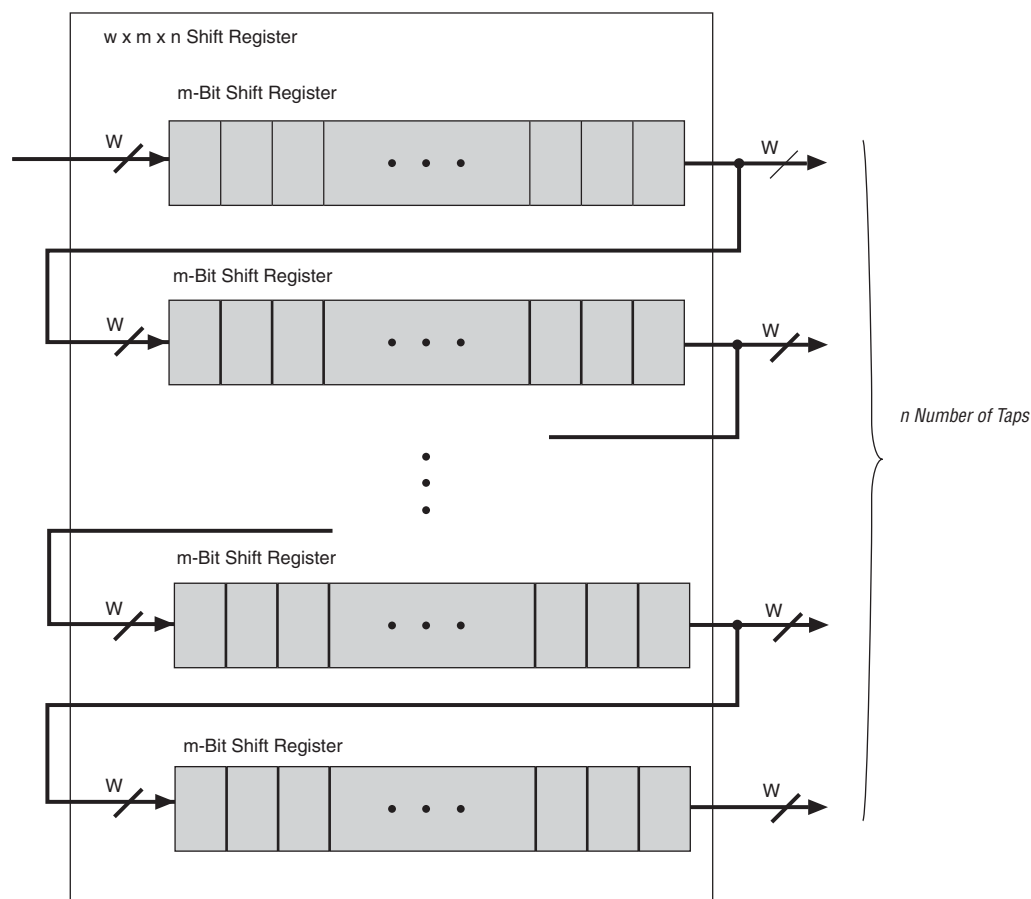 w x m x n Shift Register
m-Bit Shift Register
W
W
m-Bit Shift Register
W
W
n Number of Taps
m-Bit Shift Register
W
W
m-Bit Shift Register
W
W